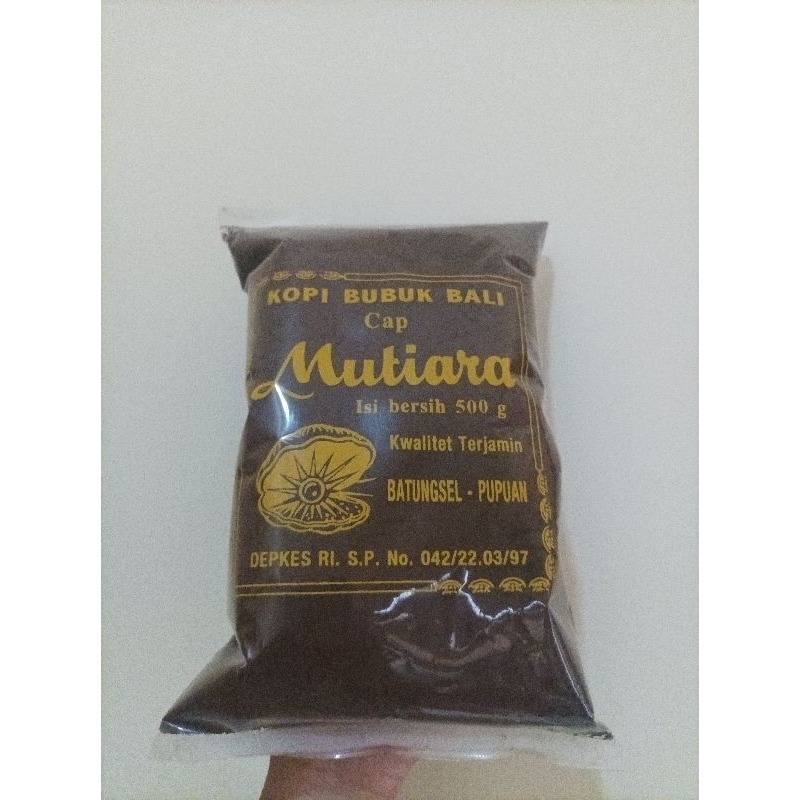 KOPI BUBUK BALI
Cap
Mutiara
Isi bersih 500 g
Kwalitet Terjamin
BATUNGSEL - PUPUAN
DEPKES RI. S.P. No. 042/22.03/97